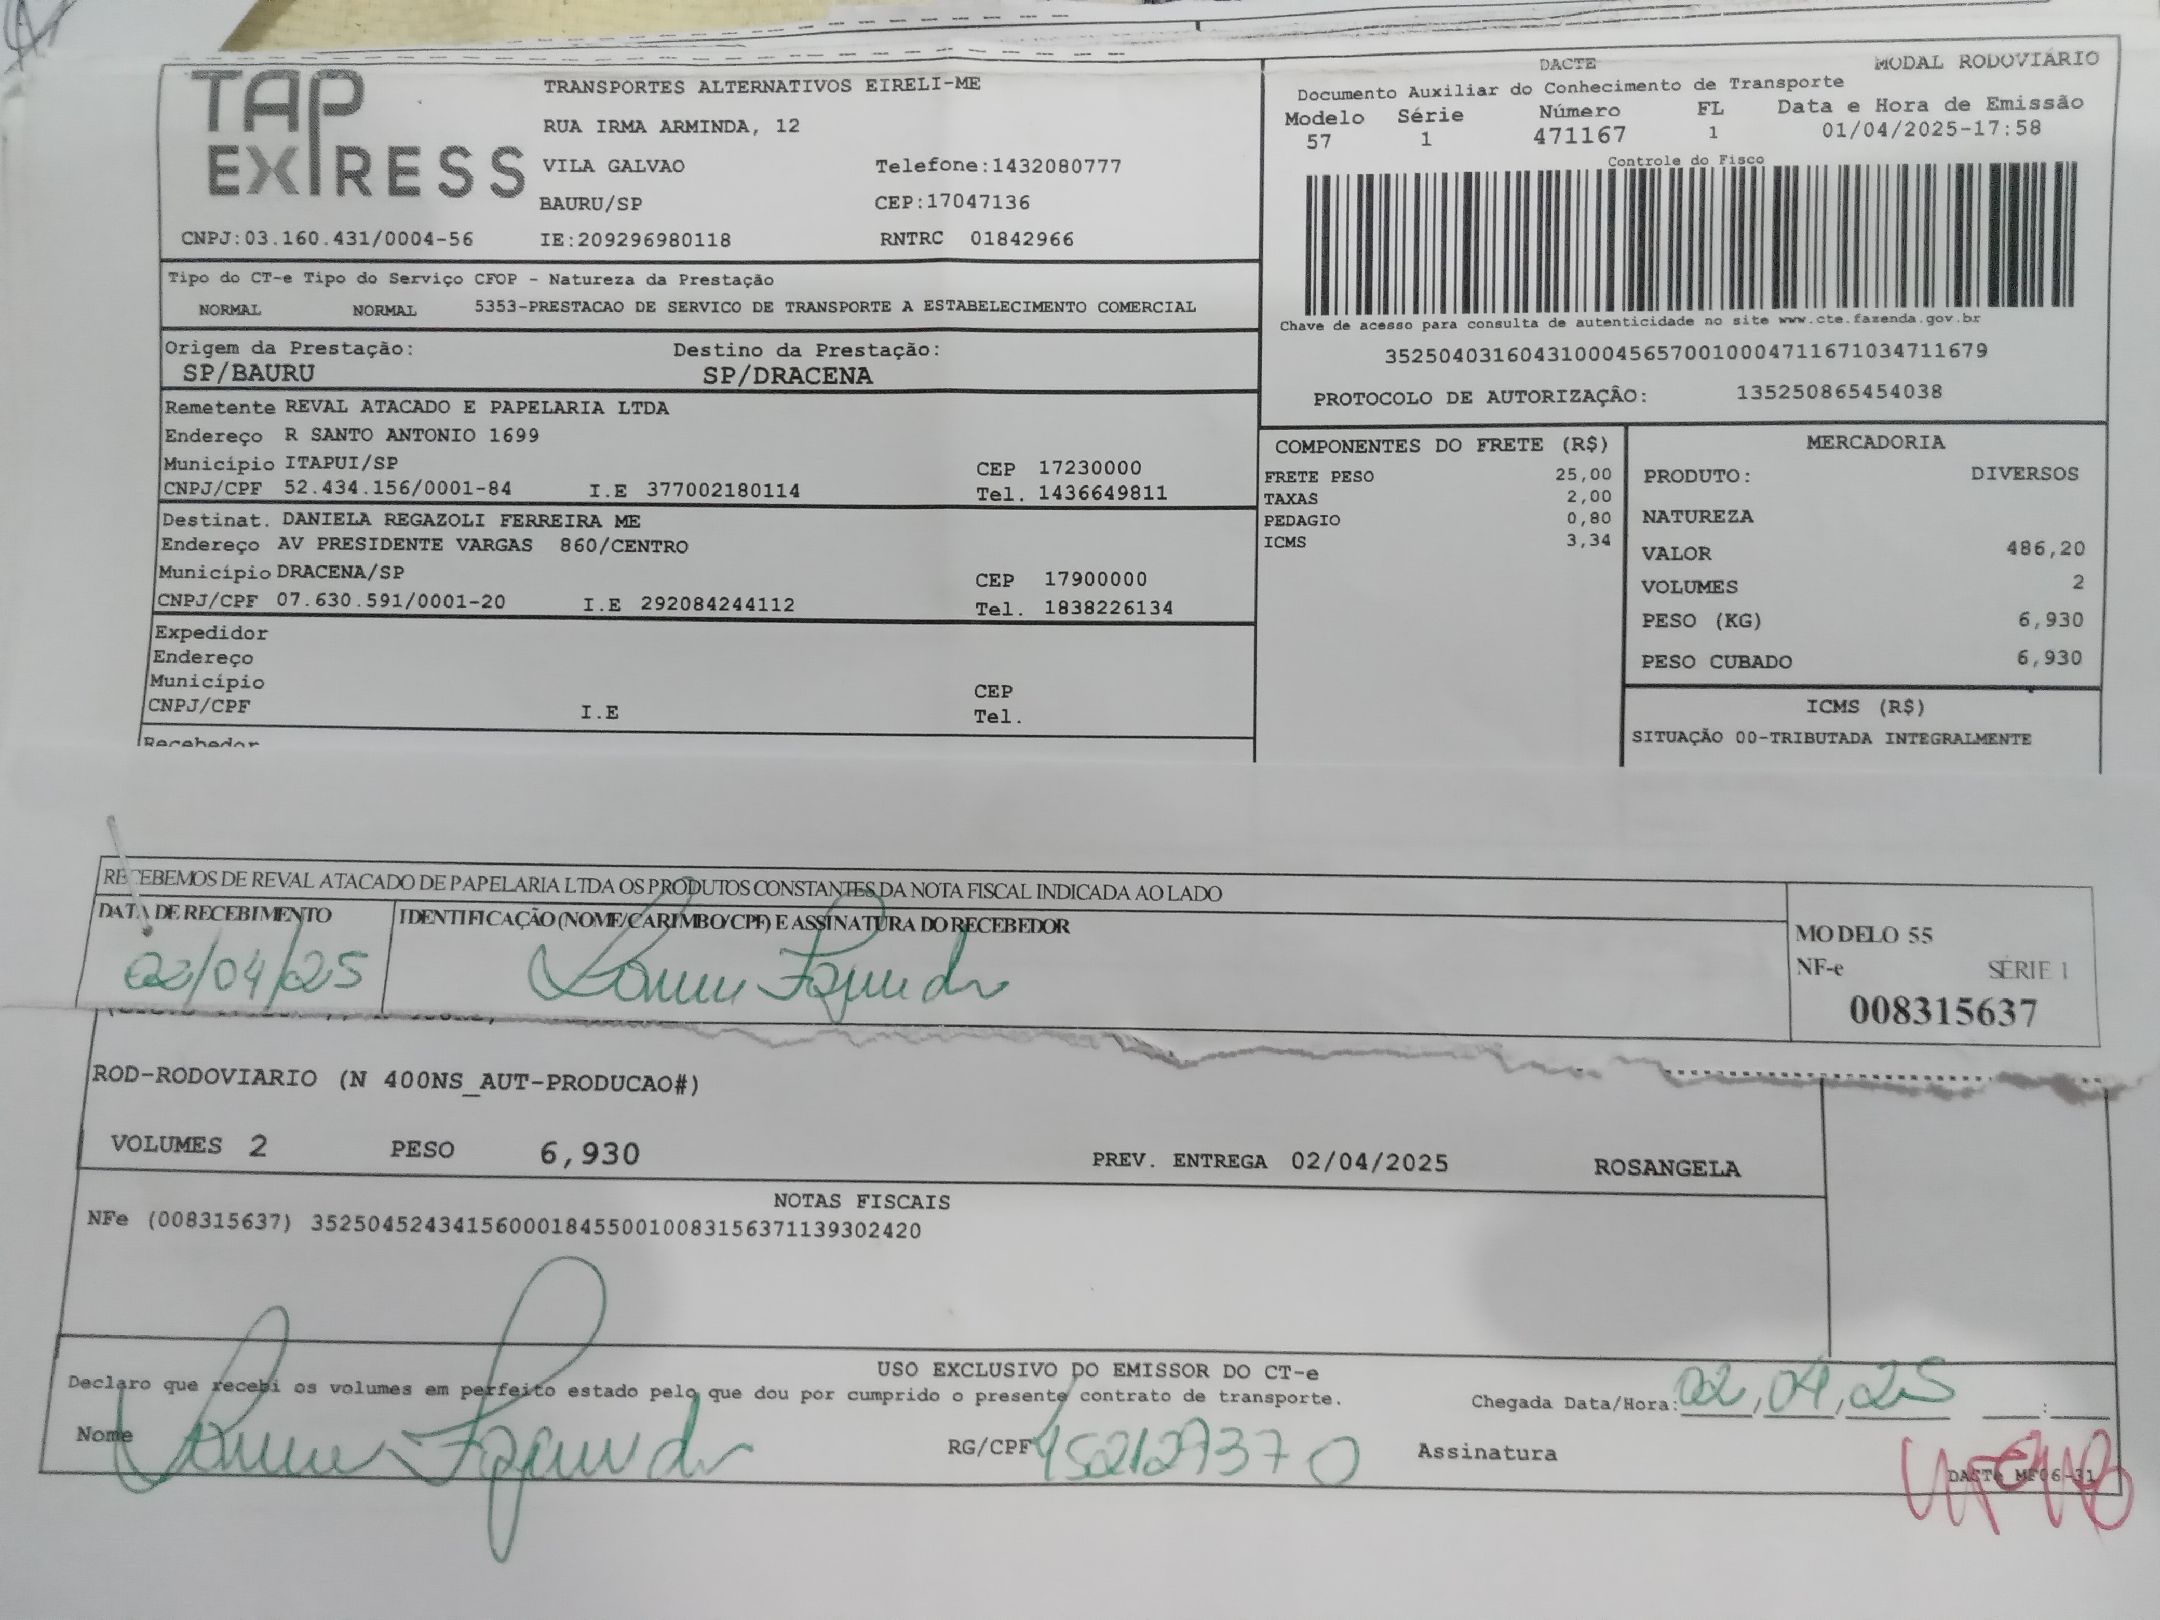 TAP
EXPRESS
TRANSPORTES ALTERNATIVOS EIRELI-ME
RUA IRMA ARMINDA, 12
VILA GALVAO Telefone:1432080777
BAURU/SP CEP:17047136
CNPJ:03.160.431/0004-56 IE:209296980118 RNTRC 01842966
DACTE MODAL RODOVIÁRIO
Documento Auxiliar do Conhecimento de Transporte
Modelo Série Número FL Data e Hora de Emissão
57 1 471167 1 01/04/2025-17:58
Controle do Fisco
Chave de acesso para consulta de autenticidade no site www.cte.fazenda.gov.br
35250403160431000456570010004711671034711679
PROTOCOLO DE AUTORIZAÇÃO: 135250865454038
Tipo do CT-e Tipo do Serviço CFOP - Natureza da Prestação
NORMAL NORMAL 5353-PRESTACAO DE SERVICO DE TRANSPORTE A ESTABELECIMENTO COMERCIAL
Origem da Prestação: Destino da Prestação:
SP/BAURU SP/DRACENA
Remetente REVAL ATACADO E PAPELARIA LTDA
Endereço R SANTO ANTONIO 1699
Município ITAPUI/SP CEP 17230000
CNPJ/CPF 52.434.156/0001-84 I.E 377002180114 Tel. 1436649811
Destinat. DANIELA REGAZOLI FERREIRA ME
Endereço AV PRESIDENTE VARGAS 860/CENTRO
Município DRACENA/SP CEP 17900000
CNPJ/CPF 07.630.591/0001-20 I.E 292084244112 Tel. 1838226134
Expedidor
Endereço
Município CEP
CNPJ/CPF I.E Tel.
Recebedor
COMPONENTES DO FRETE (R$)
FRETE PESO 25,00
TAXAS 2,00
PEDAGIO 0,80
ICMS 3,34
MERCADORIA
PRODUTO: DIVERSOS
NATUREZA
VALOR 486,20
VOLUMES 2
PESO (KG) 6,930
PESO CUBADO 6,930
ICMS (R$)
SITUAÇÃO 00-TRIBUTADA INTEGRALMENTE
RECEBEMOS DE REVAL ATACADO DE PAPELARIA LTDA OS PRODUTOS CONSTANTES DA NOTA FISCAL INDICADA AO LADO
DATA DE RECEBIMENTO IDENTIFICAÇÃO (NOME/CARIMBO/CPF) E ASSINATURA DO RECEBEDOR
02/04/25
MODELO 55
NF-e SÉRIE 1
008315637
ROD-RODOVIARIO (N 400NS_AUT-PRODUCAO#)
VOLUMES 2 PESO 6,930 PREV. ENTREGA 02/04/2025 ROSANGELA
NOTAS FISCAIS
NFe (008315637) 35250452434156000184550010083156371139302420
USO EXCLUSIVO DO EMISSOR DO CT-e
Declaro que recebi os volumes em perfeito estado pelo que dou por cumprido o presente contrato de transporte. Chegada Data/Hora: 02,04,25 __:__
Nome RG/CPF 452127370 Assinatura
DACTe MF06-31